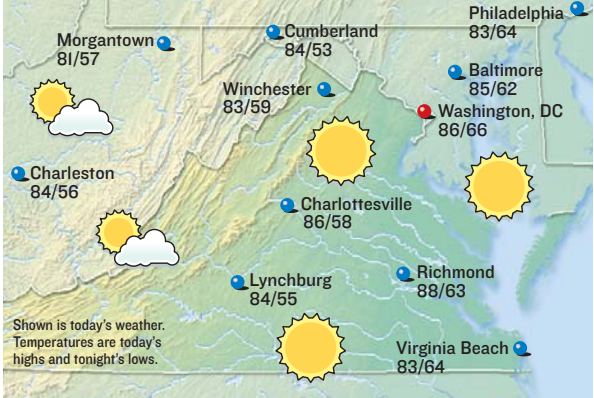 Philadelphia
83/64
Cumberland
84/53
Morgantown
81/57
Baltimore
85/62
Winchester
83/59
Washington, DC
86/66
Charleston
84/56
Charlottesville
86/58
Richmond
88/63
Lynchburg
84/55
Shown is today's weather.
Temperatures are today's
highs and tonight's lows.
Virginia Beach
83/64